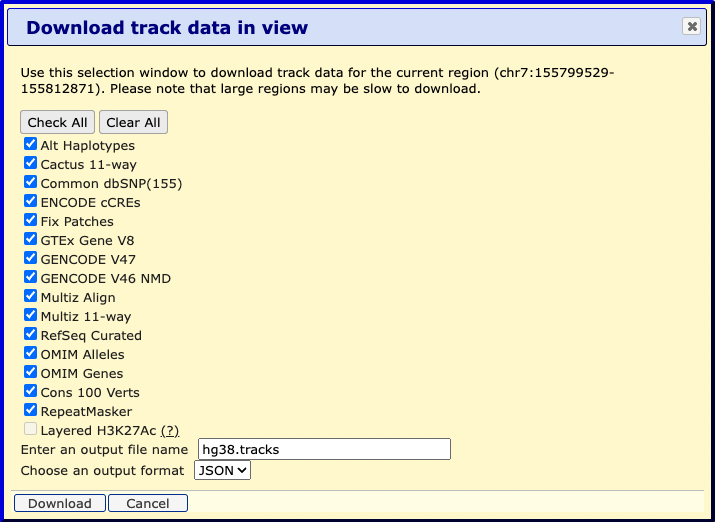 Download track data in view
Use this selection window to download track data for the current region (chr7:155799529-
155812871). Please note that large regions may be slow to download.
Check All Clear All
Alt Haplotypes
Cactus 11-way
Common dbSNP(155)
ENCODE cCREs
Fix Patches
GTEx Gene V8
GENCODE V47
GENCODE V46 NMD
Multiz Align
Multiz 11-way
RefSeq Curated
OMIM Alleles
OMIM Genes
Cons 100 Verts
RepeatMasker
Layered H3K27Ac (?)
Enter an output file name hg38.tracks
Choose an output format JSON
Download Cancel